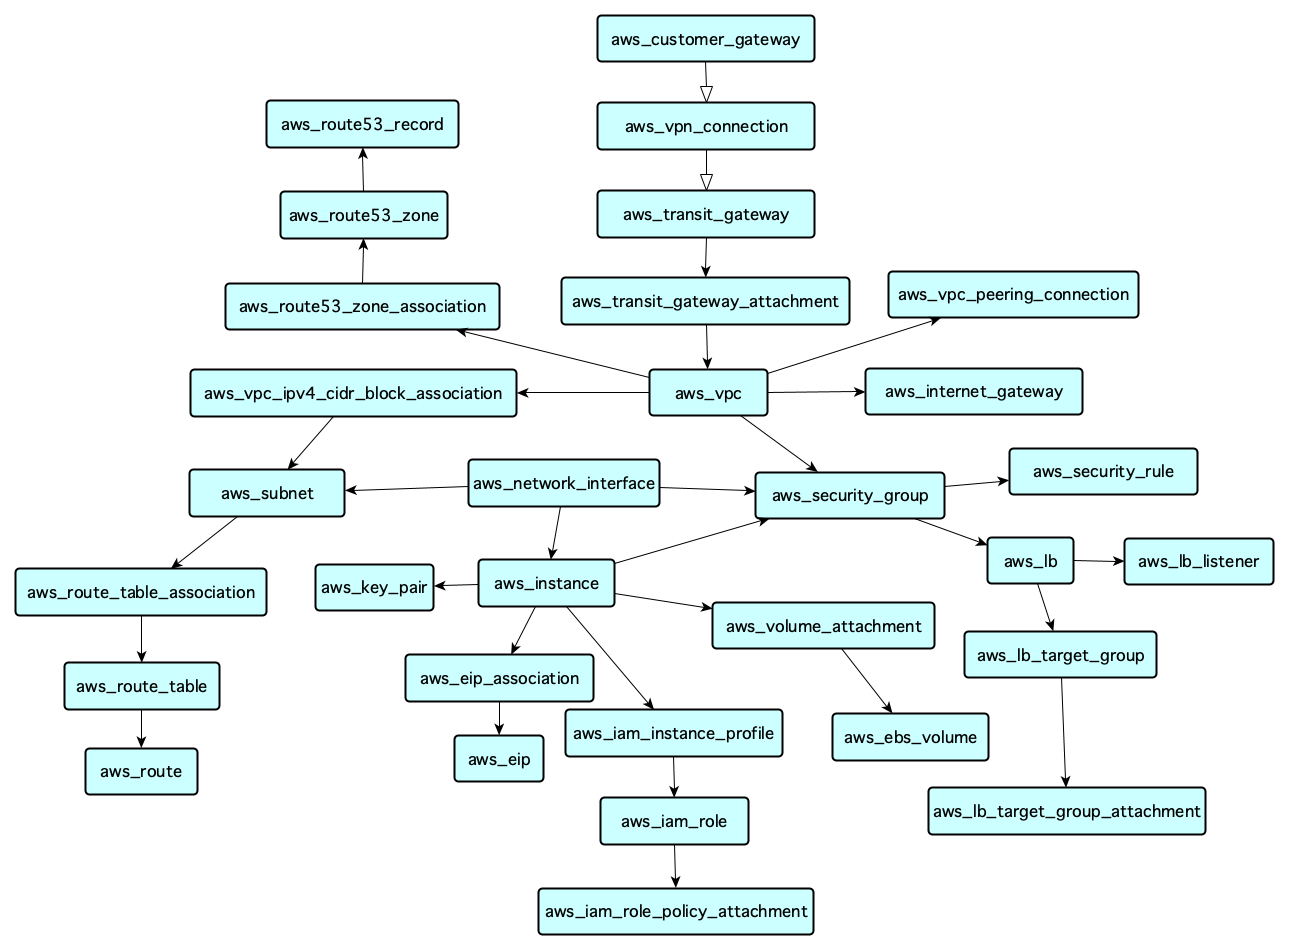 aws_customer_gateway
aws_route53_record
aws_vpn_connection
aws_route53_zone
aws_transit_gateway
aws_route53_zone_association
aws_transit_gateway_attachment
aws_vpc_peering_connection
aws_vpc_ipv4_cidr_block_association
aws_vpc
aws_internet_gateway
aws_subnet
aws_network_interface
aws_security_group
aws_security_rule
aws_route_table_association
aws_key_pair
aws_instance
aws_lb
aws_lb_listener
aws_volume_attachment
aws_lb_target_group
aws_route_table
aws_eip_association
aws_iam_instance_profile
aws_ebs_volume
aws_route
aws_eip
aws_iam_role
aws_lb_target_group_attachment
aws_iam_role_policy_attachment